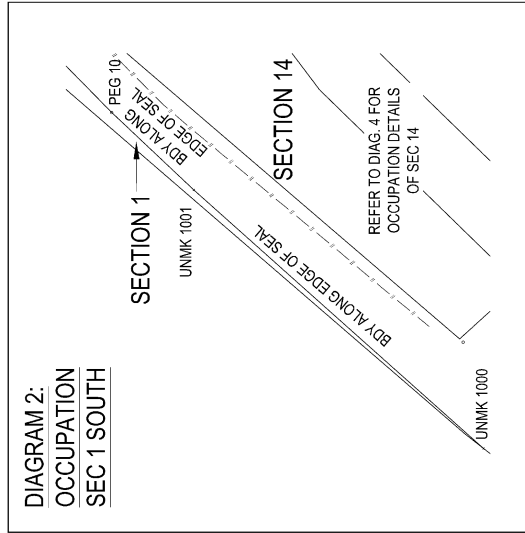 DIAGRAM 2:
OCCUPATION
SEC 1 SOUTH
SECTION 1
UNMK 1001
PEG 10
BDY ALONG
EDGE OF SEAL
SECTION 14
BDY ALONG EDGE OF SEAL
REFER TO DIAG. 4 FOR
OCCUPATION DETAILS
OF SEC 14
UNMK 1000